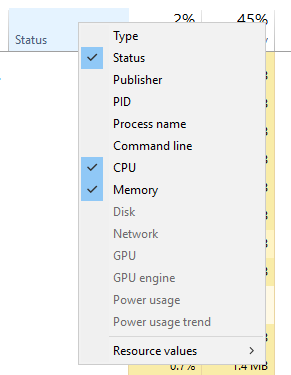 2% 45%
Status
Type
Status
Publisher
PID
Process name
Command line
CPU
Memory
Disk
Network
GPU
GPU engine
Power usage
Power usage trend
Resource values
0.7% 1.4 MB